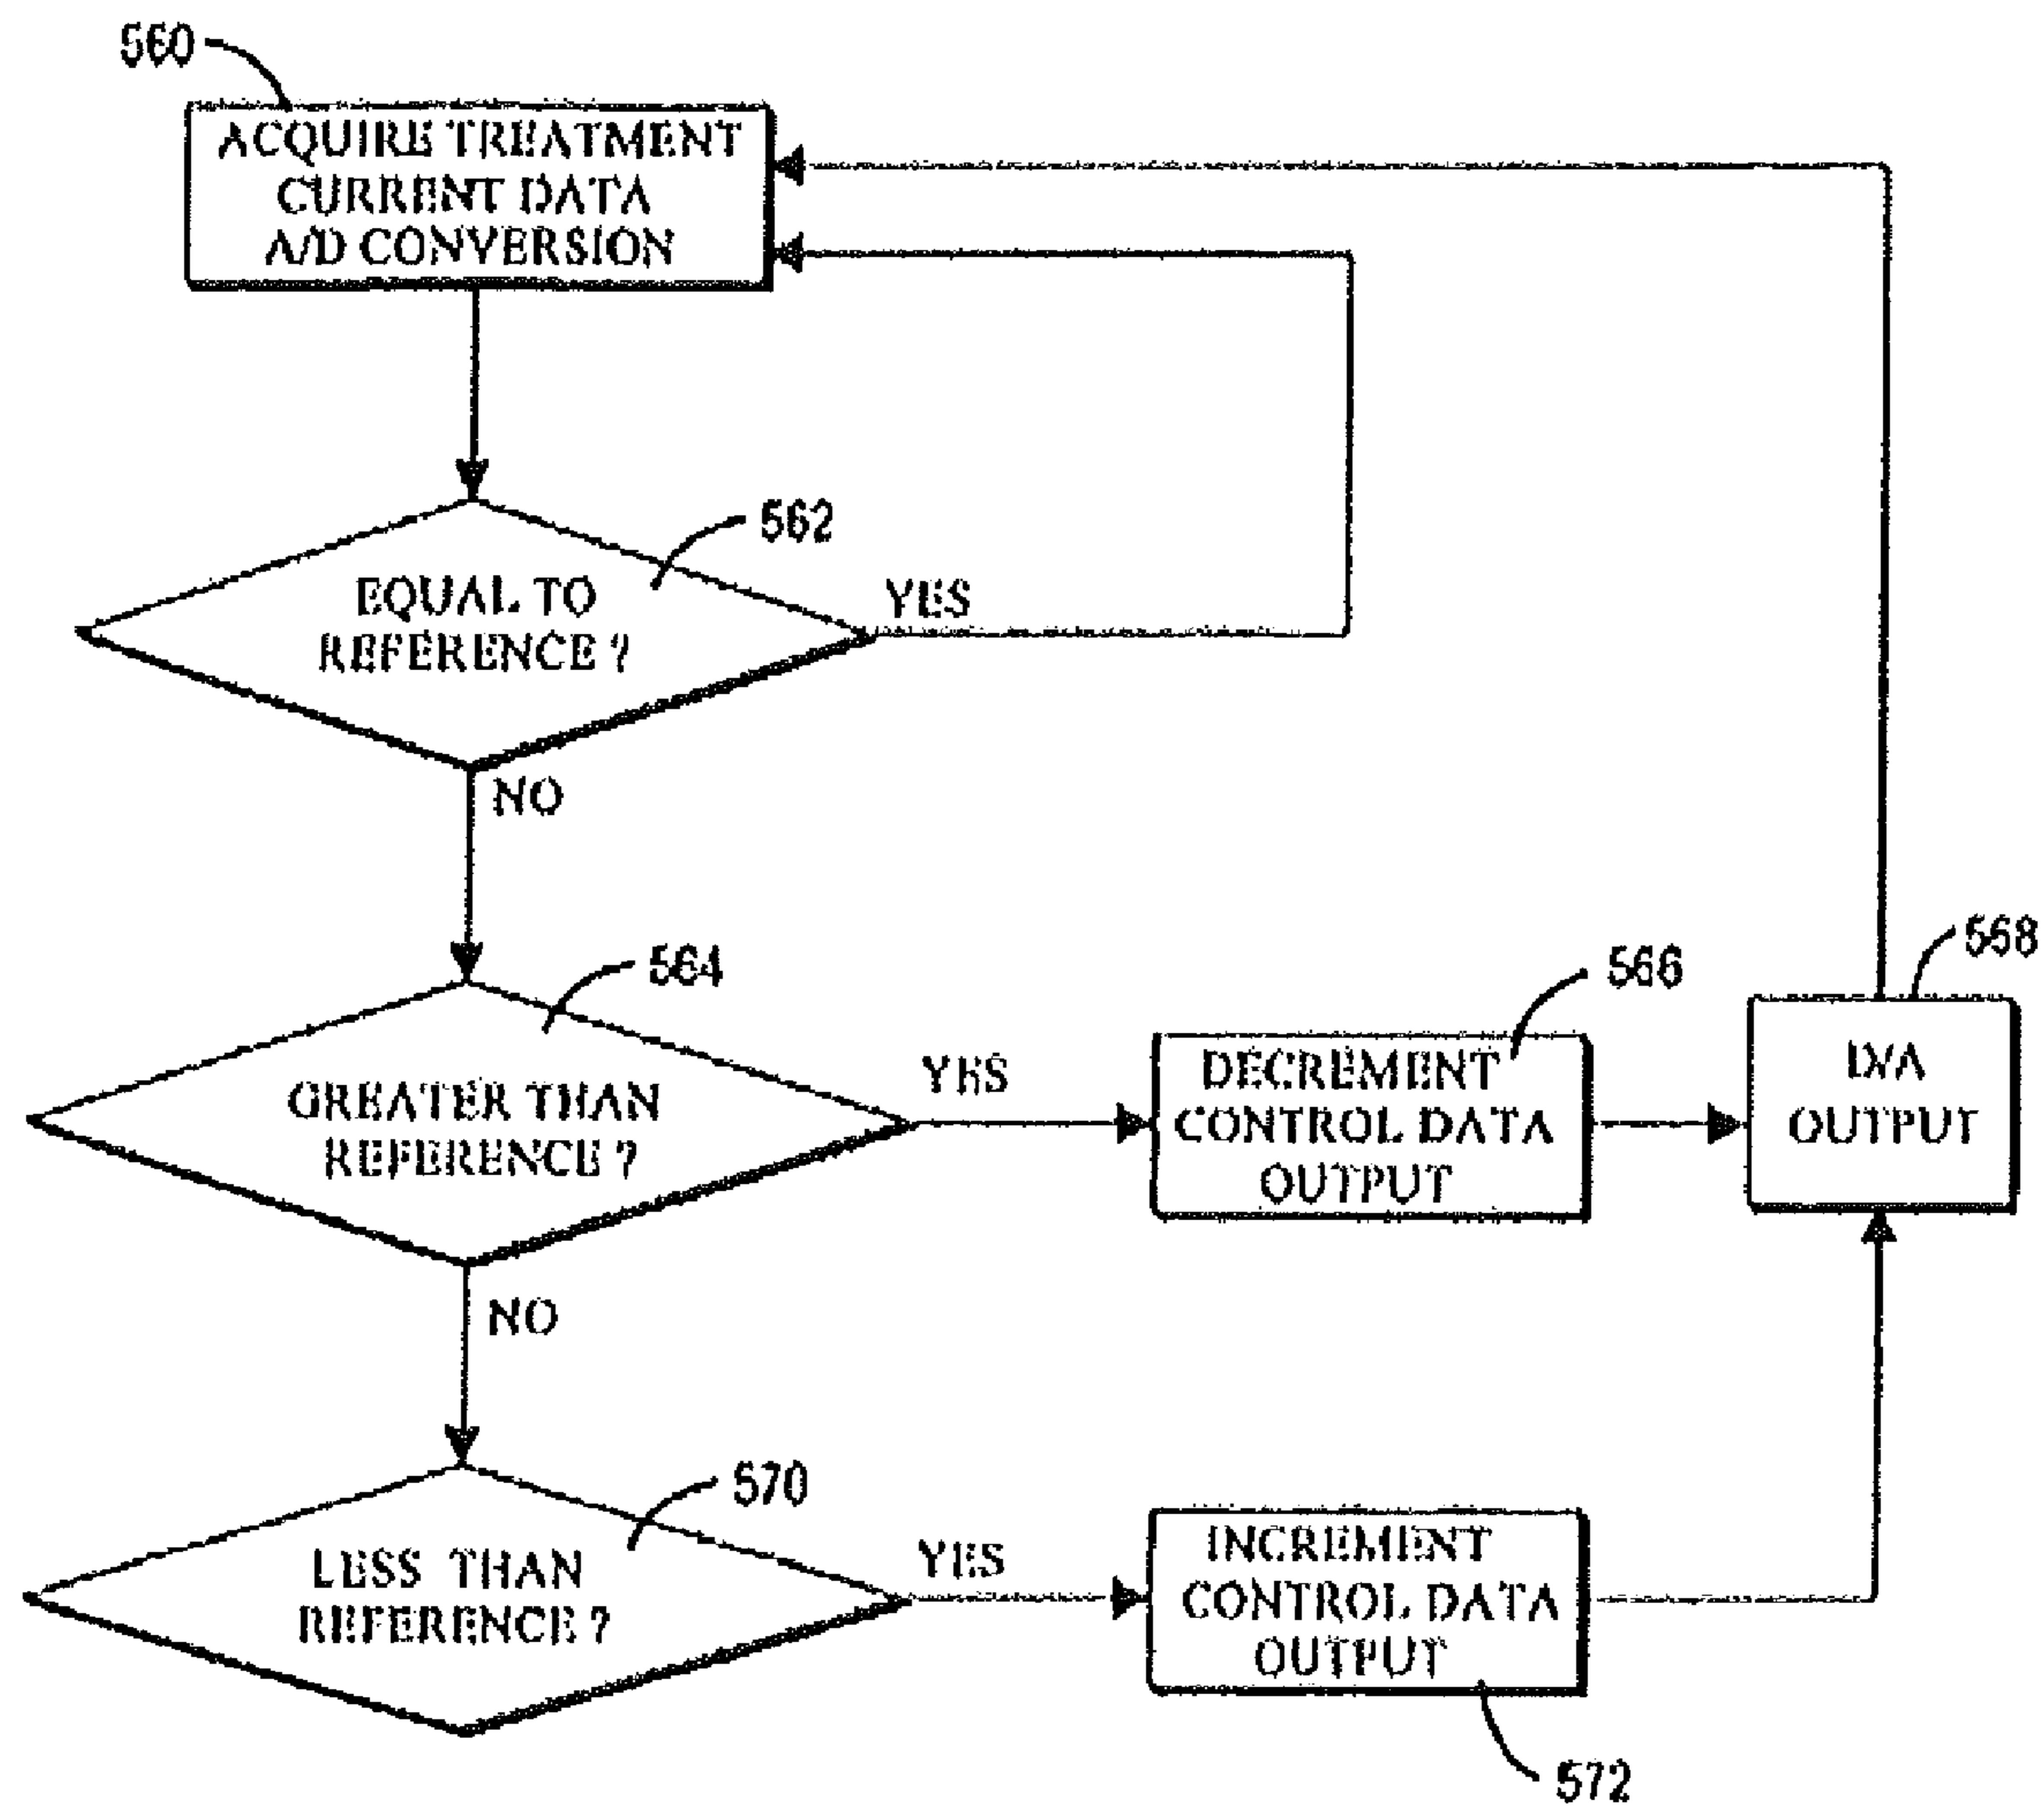 560
ACQUIRE TREATMENT
CURRENT DATA
A/D CONVERSION
562
EQUAL TO
REFERENCE ?
YES
NO
564
GREATER THAN
REFERENCE ?
YES
566
DECREMENT
CONTROL DATA
OUTPUT
568
D/A
OUTPUT
NO
570
LESS THAN
REFERENCE ?
YES
INCREMENT
CONTROL DATA
OUTPUT
572